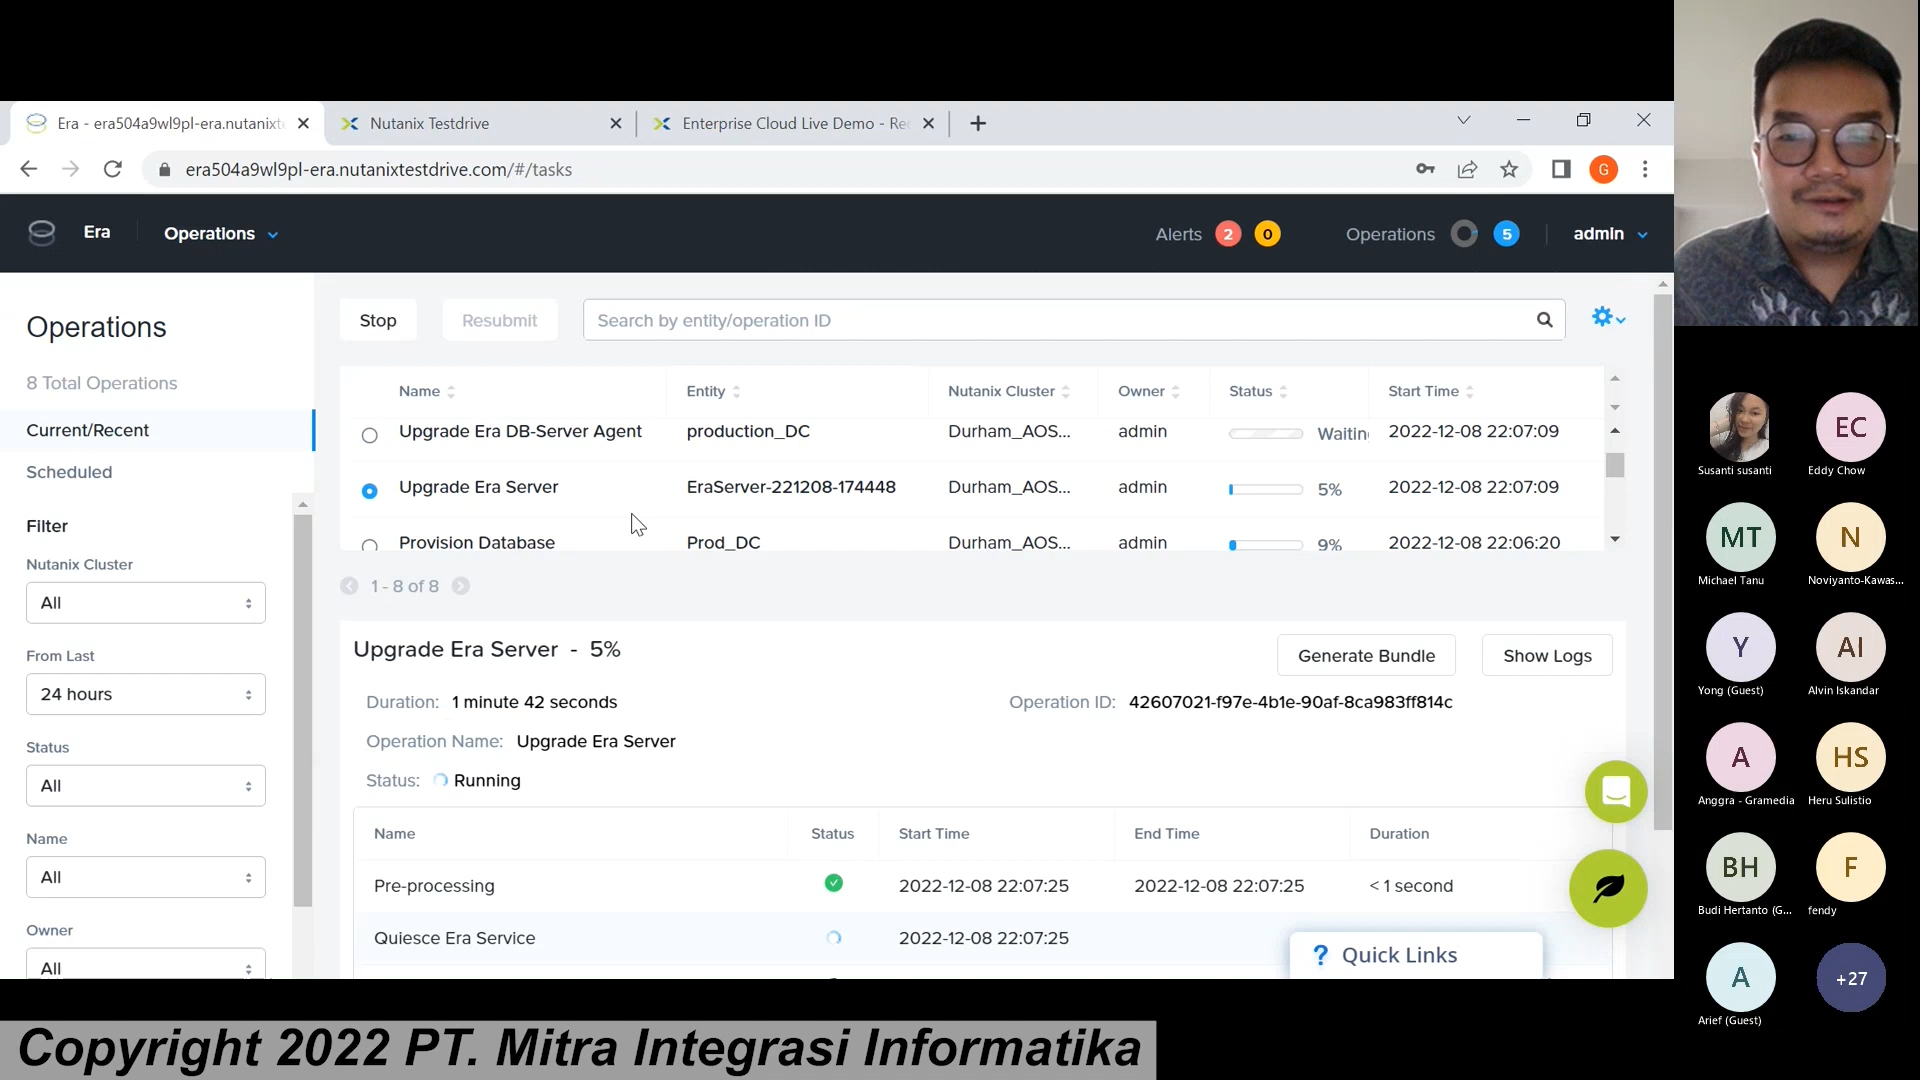 Era - era504a9wl9pl-era.nutanixt
Nutanix Testdrive
Enterprise Cloud Live Demo - Re
era504a9wl9pl-era.nutanixtestdrive.com/#/tasks
G
Era
Operations
Alerts 2 0
Operations 5
admin
Operations
8 Total Operations
Current/Recent
Scheduled
Filter
Nutanix Cluster
All
From Last
24 hours
Status
All
Name
All
Owner
All
Stop
Resubmit
Search by entity/operation ID
Name Entity Nutanix Cluster Owner Status Start Time
Upgrade Era DB-Server Agent production_DC Durham_AOS... admin Waitin 2022-12-08 22:07:09
Upgrade Era Server EraServer-221208-174448 Durham_AOS... admin 5% 2022-12-08 22:07:09
Provision Database Prod_DC Durham_AOS... admin 9% 2022-12-08 22:06:20
1 - 8 of 8
Upgrade Era Server - 5%
Generate Bundle
Show Logs
Duration: 1 minute 42 seconds
Operation ID: 42607021-f97e-4b1e-90af-8ca983ff814c
Operation Name: Upgrade Era Server
Status: Running
Name Status Start Time End Time Duration
Pre-processing 2022-12-08 22:07:25 2022-12-08 22:07:25 < 1 second
Quiesce Era Service 2022-12-08 22:07:25
? Quick Links
Susanti susanti
EC
Eddy Chow
MT
Michael Tanu
N
Noviyanto-Kawas...
Y
Yong (Guest)
AI
Alvin Iskandar
A
Anggra - Gramedia
HS
Heru Sulistio
BH
Budi Hertanto (G...
F
fendy
A
Arief (Guest)
+27
Copyright 2022 PT. Mitra Integrasi Informatika